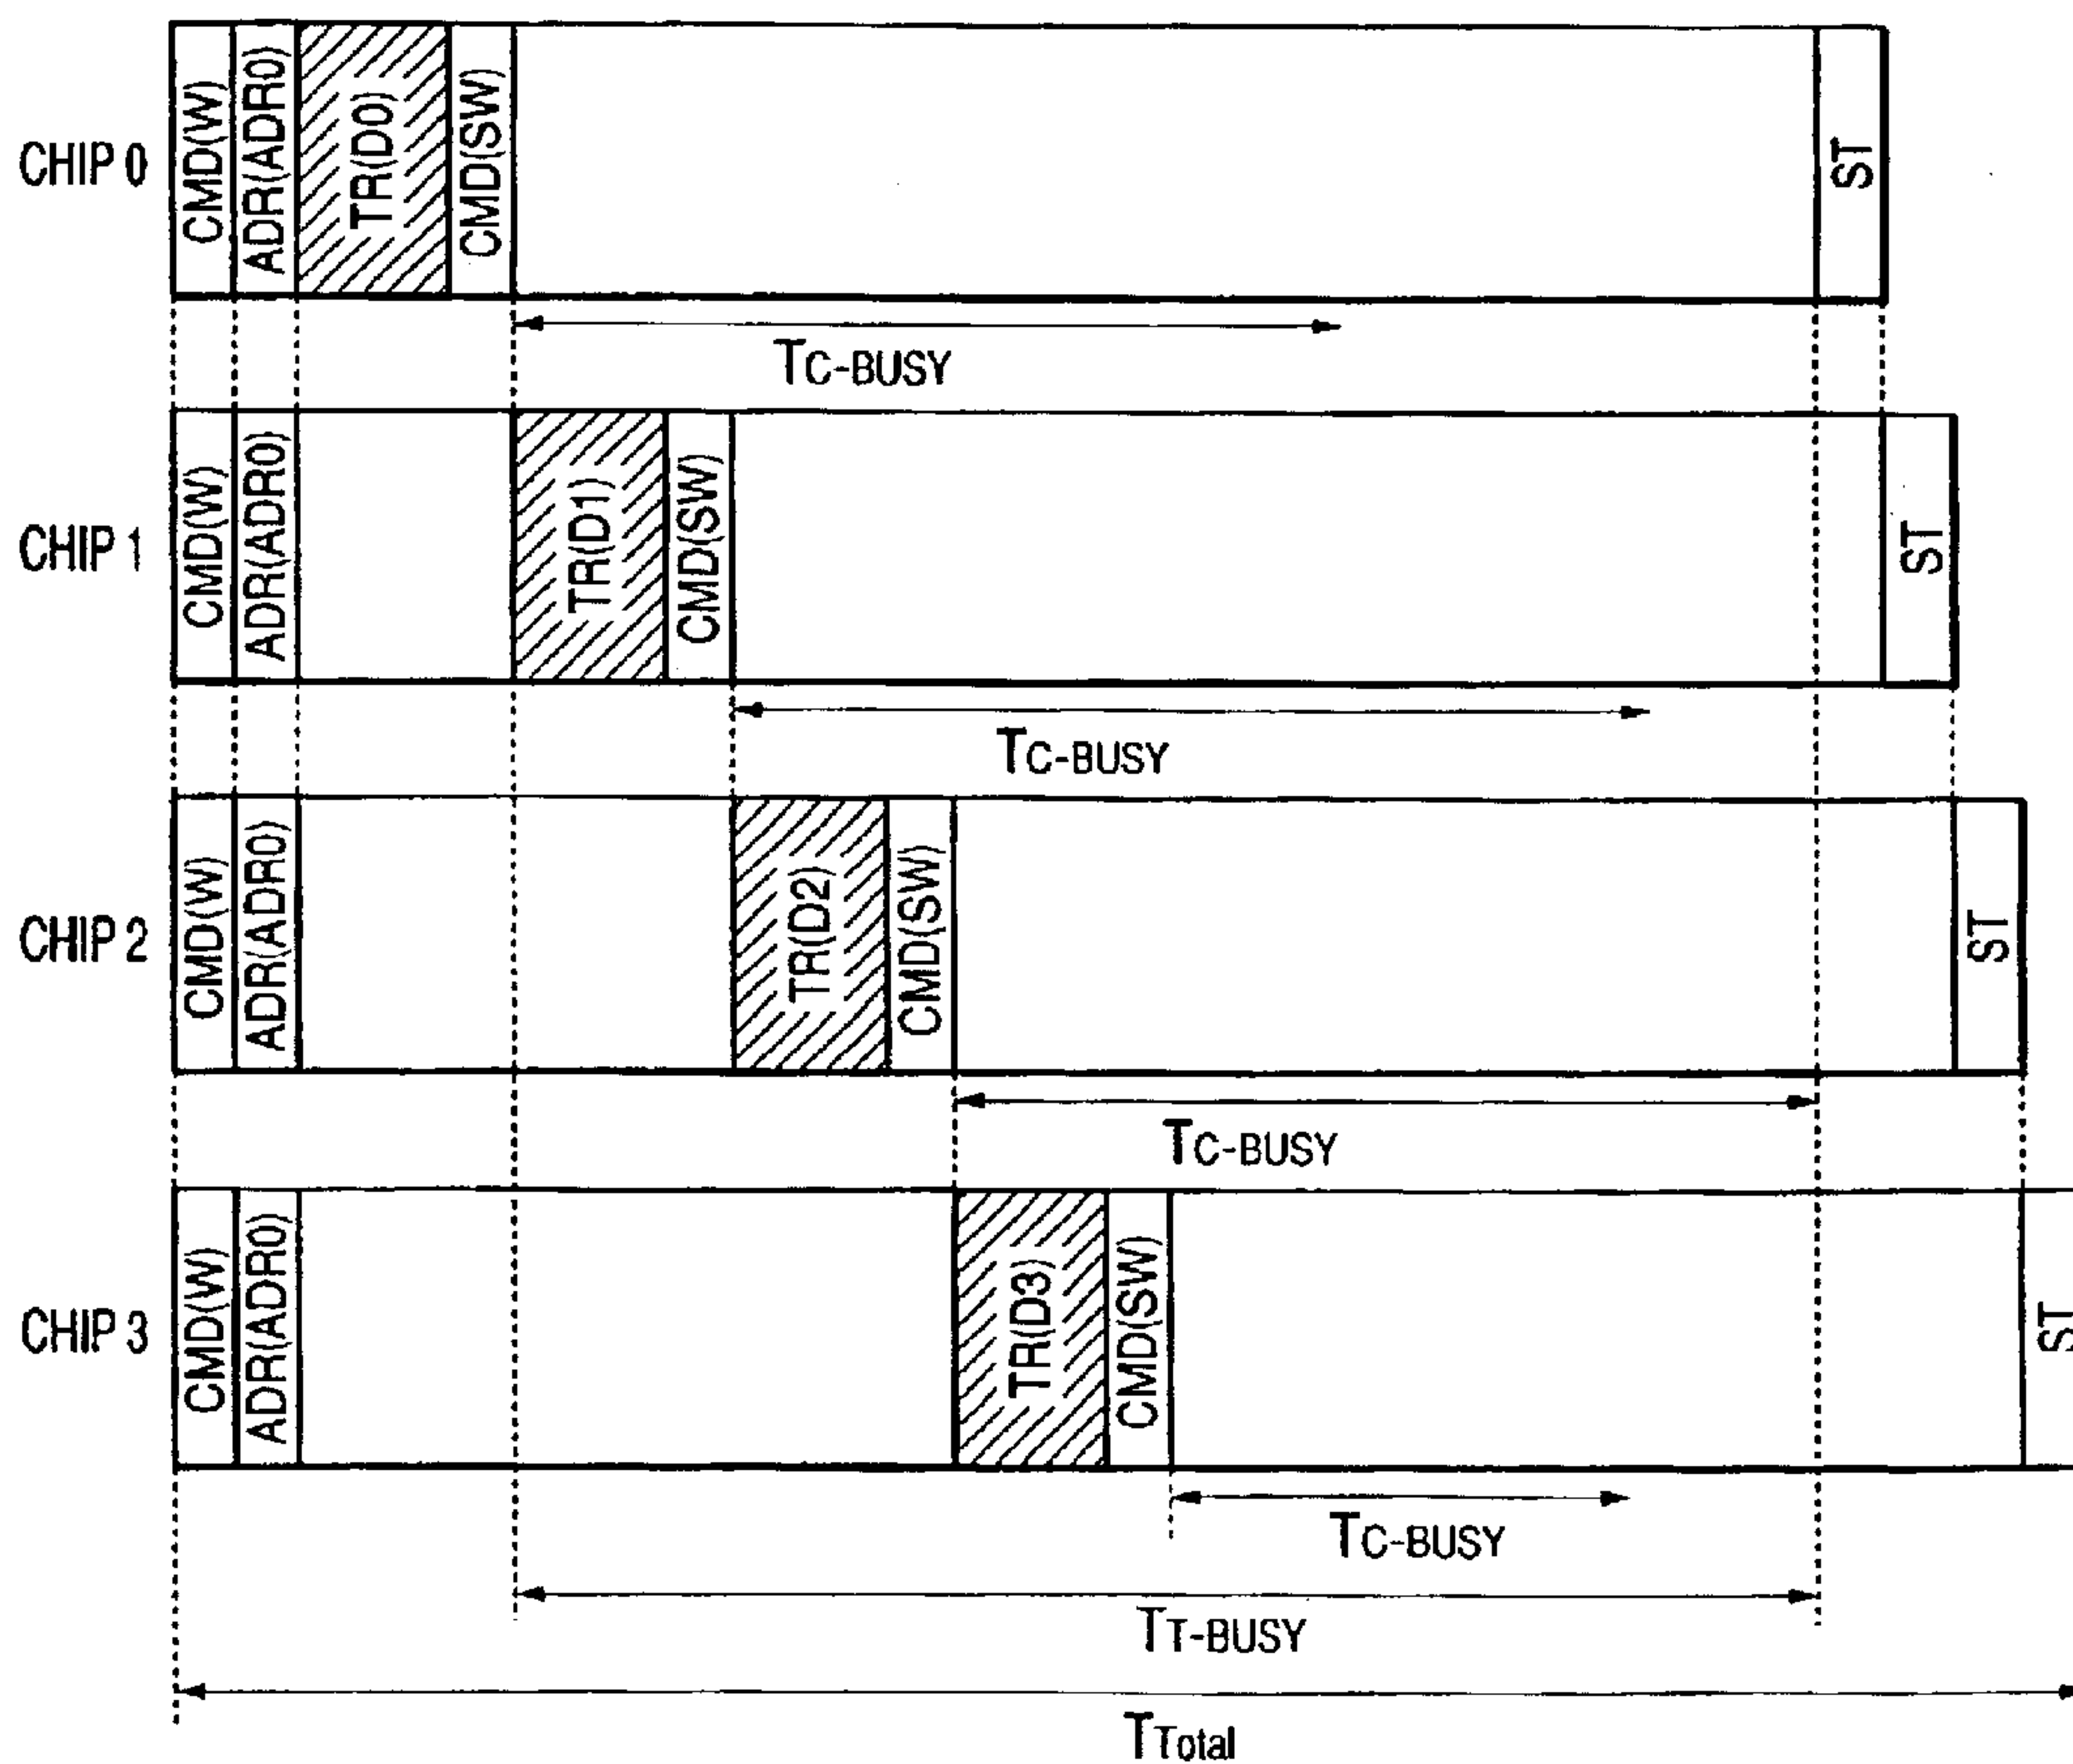 CHIP 0
CMD(W)
ADR(ADR0)
TR(D0)
CMD(SW)
ST
TC-BUSY
CHIP 1
CMD(W)
ADR(ADR0)
TR(D1)
CMD(SW)
ST
TC-BUSY
CHIP 2
CMD(W)
ADR(ADR0)
TR(D2)
CMD(SW)
ST
TC-BUSY
CHIP 3
CMD(W)
ADR(ADR0)
TR(D3)
CMD(SW)
ST
TC-BUSY
TT-BUSY
TTotal